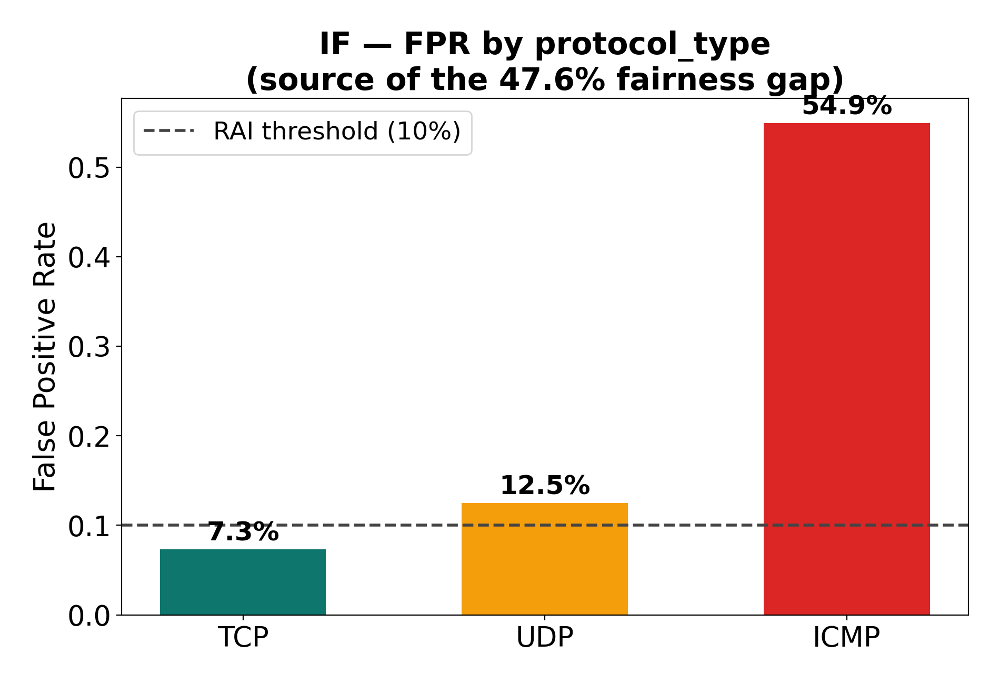 IF — FPR by protocol_type
(source of the 47.6% fairness gap)
54.9%
RAI threshold (10%)
0.5
0.4
0.3
0.2
12.5%
0.1
7.3%
0.0
False Positive Rate
TCP
UDP
ICMP